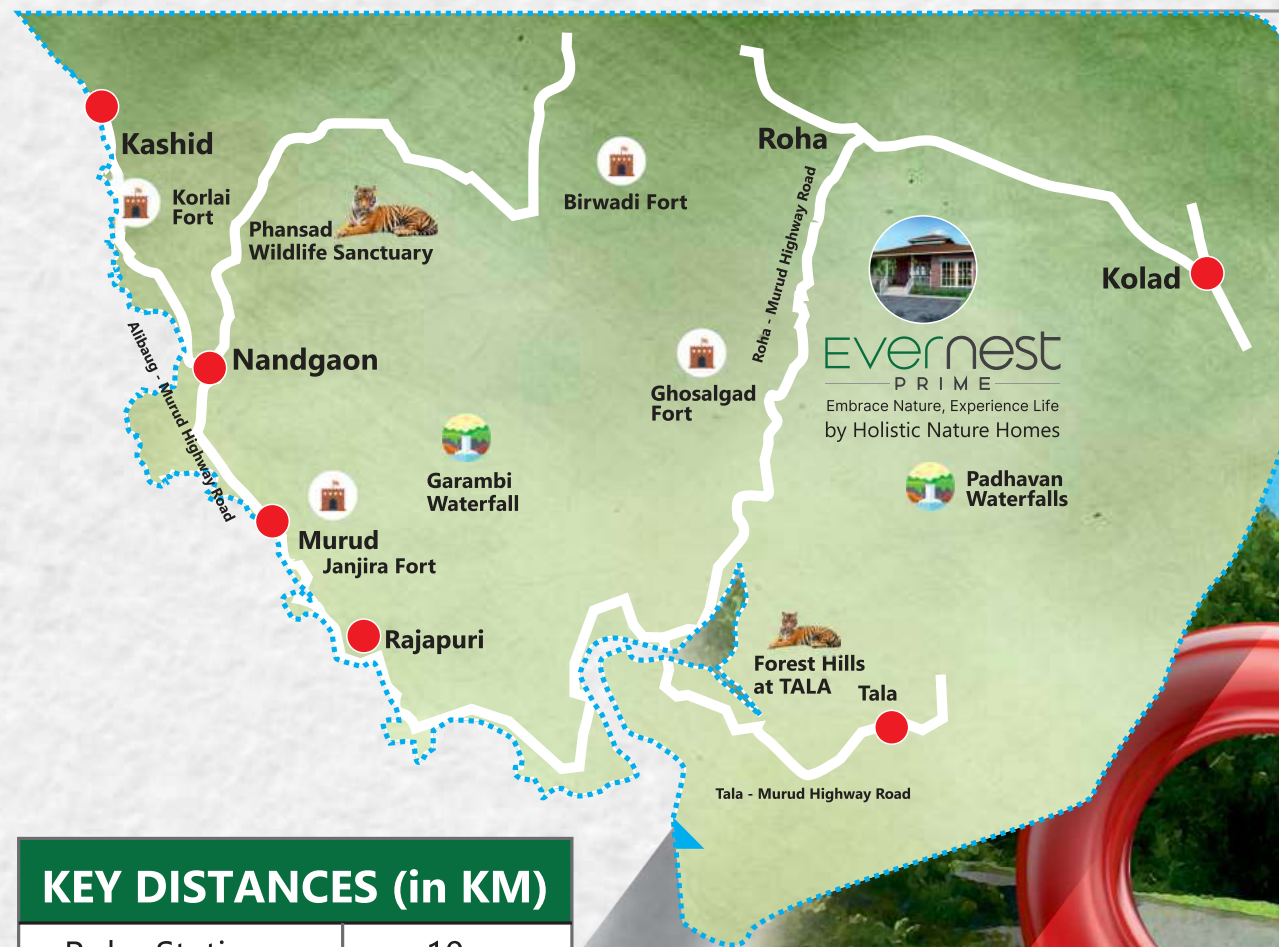 Kashid
Korlai
Fort
Phansad
Wildlife Sanctuary
Birwadi Fort
Roha
Roha - Murud Highway Road
Kolad
Evernest
PRIME
Embrace Nature, Experience Life
by Holistic Nature Homes
Nandgaon
Alibaug - Murud Highway Road
Ghosalgad
Fort
Garambi
Waterfall
Padhavan
Waterfalls
Murud
Janjira Fort
Rajapuri
Forest Hills
at TALA
Tala
Tala - Murud Highway Road
KEY DISTANCES (in KM)